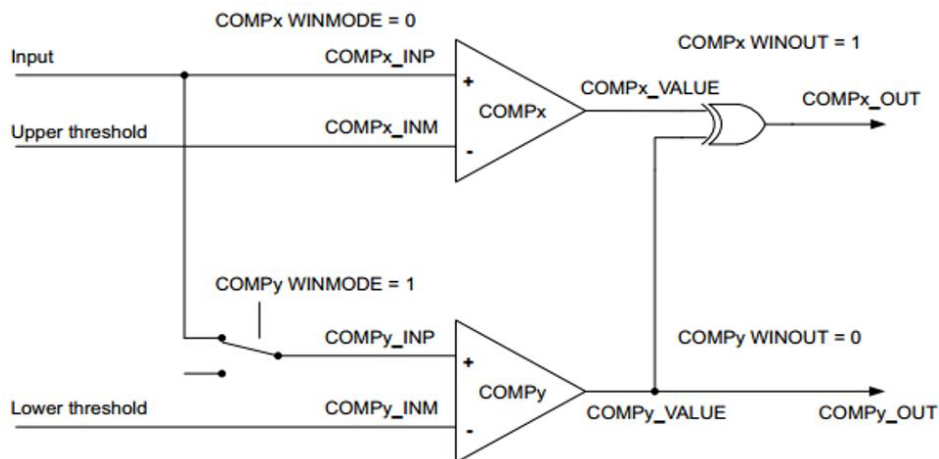 COMPx WINMODE = 0
COMPx WINOUT = 1
Input
COMPx_INP
+
COMPx
COMPx_VALUE
COMPx_OUT
Upper threshold
COMPx_INM
-
COMPy WINMODE = 1
COMPy_INP
+
COMPy
COMPy WINOUT = 0
Lower threshold
COMPy_INM
-
COMPy_VALUE
COMPy_OUT